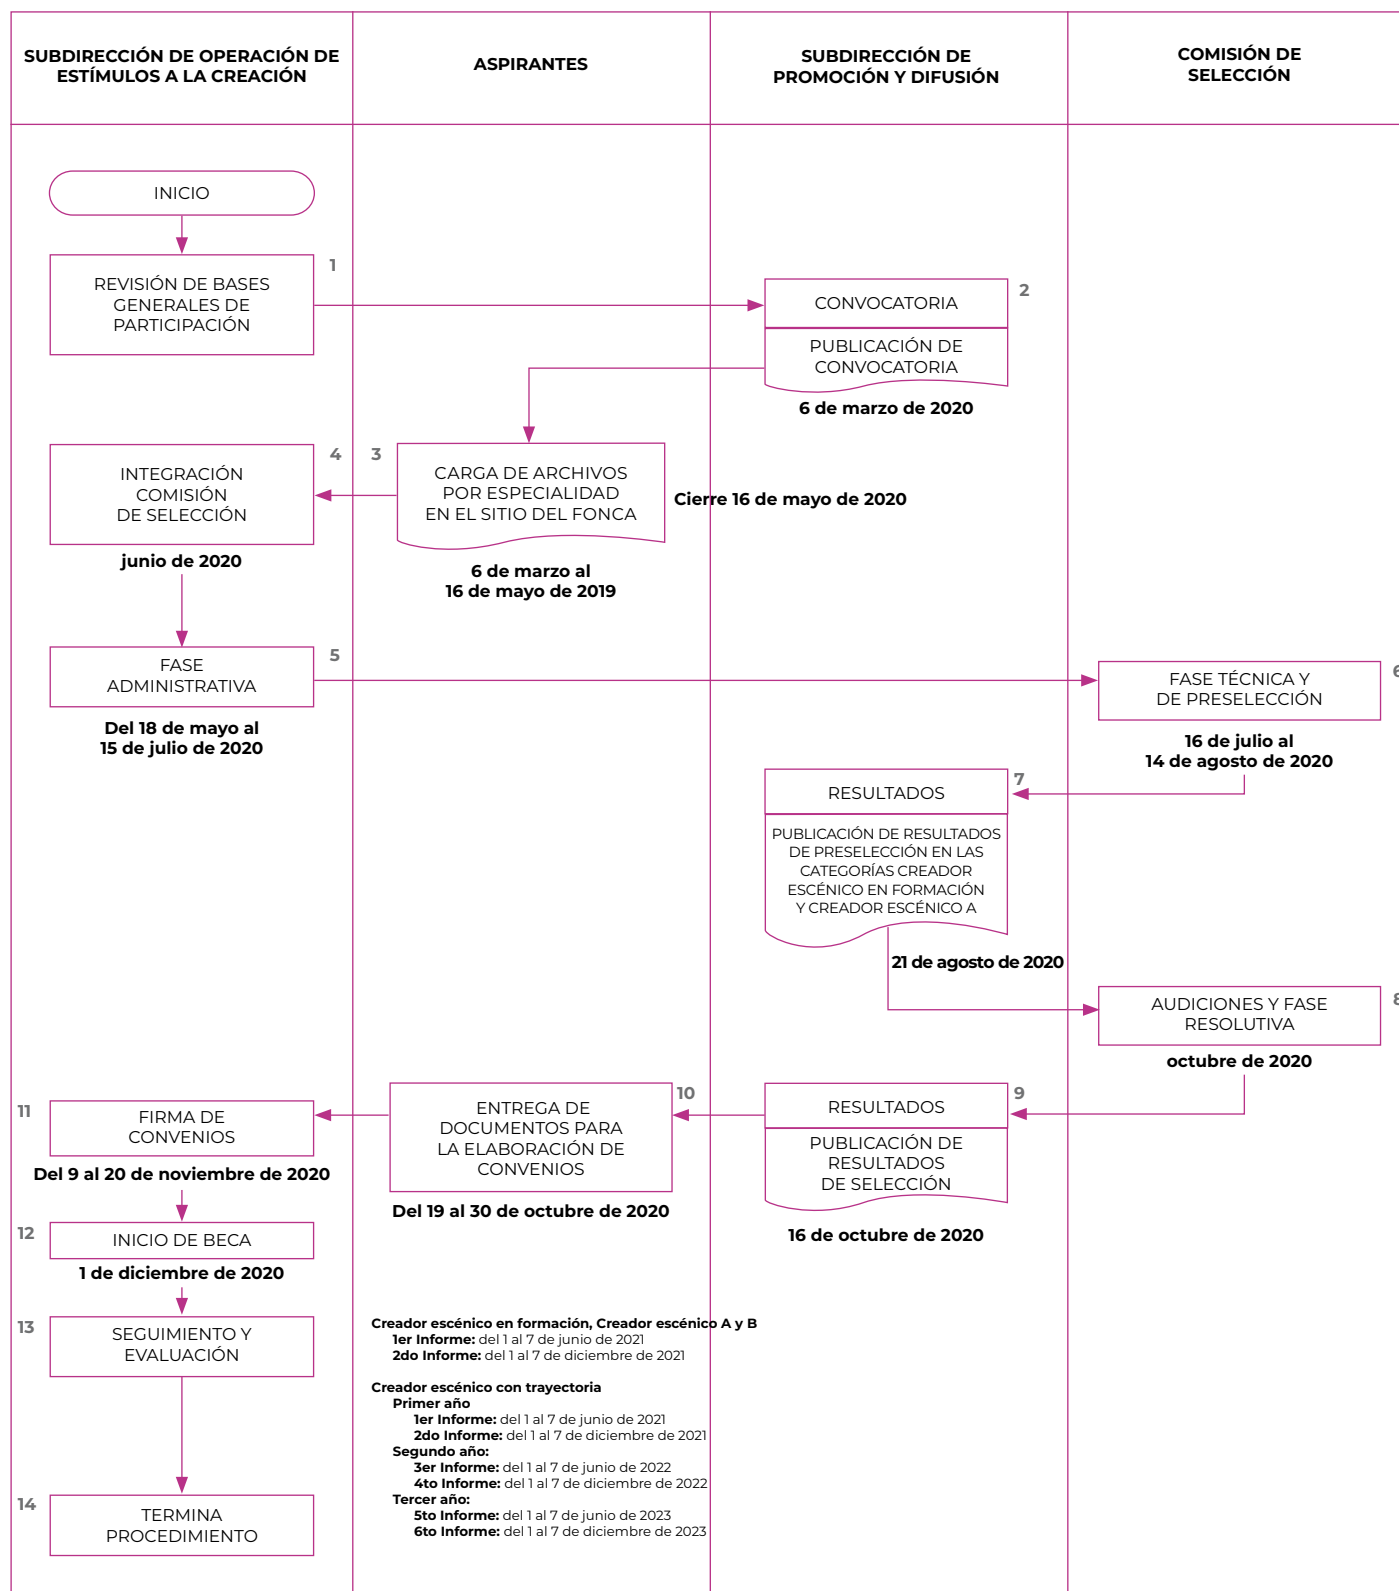 SUBDIRECCIÓN DE OPERACIÓN DE
ESTÍMULOS A LA CREACIÓN
ASPIRANTES
SUBDIRECCIÓN DE
PROMOCIÓN Y DIFUSIÓN
COMISIÓN DE
SELECCIÓN
INICIO
1
REVISIÓN DE BASES
GENERALES DE
PARTICIPACIÓN
2
CONVOCATORIA
PUBLICACIÓN DE
CONVOCATORIA
6 de marzo de 2020
3
CARGA DE ARCHIVOS
POR ESPECIALIDAD
EN EL SITIO DEL FONCA
Cierre 16 de mayo de 2020
6 de marzo al
16 de mayo de 2019
4
INTEGRACIÓN
COMISIÓN
DE SELECCIÓN
junio de 2020
5
FASE
ADMINISTRATIVA
Del 18 de mayo al
15 de julio de 2020
6
FASE TÉCNICA Y
DE PRESELECCIÓN
16 de julio al
14 de agosto de 2020
7
RESULTADOS
PUBLICACIÓN DE RESULTADOS
DE PRESELECCIÓN EN LAS
CATEGORÍAS CREADOR
ESCÉNICO EN FORMACIÓN
Y CREADOR ESCÉNICO A
21 de agosto de 2020
8
AUDICIONES Y FASE
RESOLUTIVA
octubre de 2020
9
RESULTADOS
PUBLICACIÓN DE
RESULTADOS
DE SELECCIÓN
16 de octubre de 2020
10
ENTREGA DE
DOCUMENTOS PARA
LA ELABORACIÓN DE
CONVENIOS
Del 19 al 30 de octubre de 2020
11
FIRMA DE
CONVENIOS
Del 9 al 20 de noviembre de 2020
12
INICIO DE BECA
1 de diciembre de 2020
13
SEGUIMIENTO Y
EVALUACIÓN
Creador escénico en formación, Creador escénico A y B
1er Informe: del 1 al 7 de junio de 2021
2do Informe: del 1 al 7 de diciembre de 2021
Creador escénico con trayectoria
Primer año
1er Informe: del 1 al 7 de junio de 2021
2do Informe: del 1 al 7 de diciembre de 2021
Segundo año:
3er Informe: del 1 al 7 de junio de 2022
4to Informe: del 1 al 7 de diciembre de 2022
Tercer año:
5to Informe: del 1 al 7 de junio de 2023
6to Informe: del 1 al 7 de diciembre de 2023
14
TERMINA
PROCEDIMIENTO